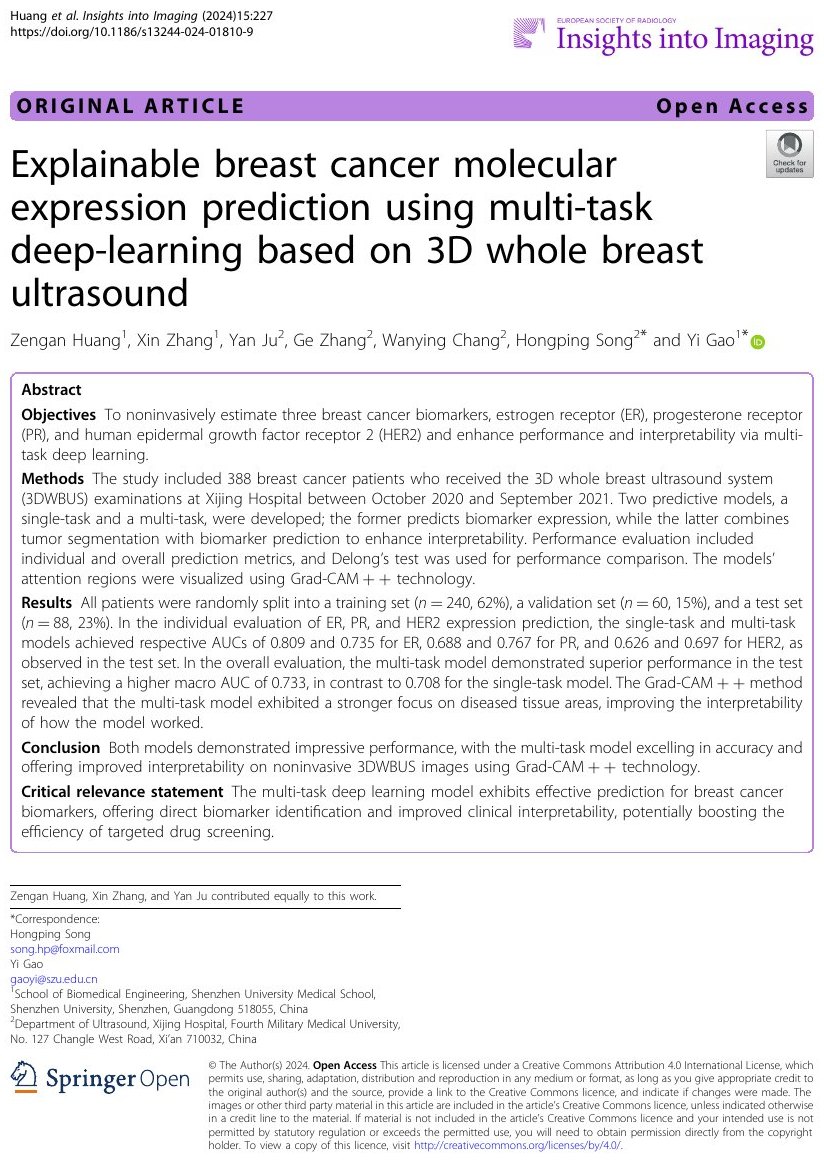 Huang et al. Insights into Imaging (2024)15:227
https://doi.org/10.1186/s13244-024-01810-9
EUROPEAN SOCIETY OF RADIOLOGY
Insights into Imaging
ORIGINAL ARTICLE
Open Access
Check for
updates
Explainable breast cancer molecular
expression prediction using multi-task
deep-learning based on 3D whole breast
ultrasound
Zengan Huang1, Xin Zhang1, Yan Ju2, Ge Zhang2, Wanying Chang2, Hongping Song2* and Yi Gao1*
iD
Abstract
Objectives To noninvasively estimate three breast cancer biomarkers, estrogen receptor (ER), progesterone receptor
(PR), and human epidermal growth factor receptor 2 (HER2) and enhance performance and interpretability via multi-
task deep learning.
Methods The study included 388 breast cancer patients who received the 3D whole breast ultrasound system
(3DWBUS) examinations at Xijing Hospital between October 2020 and September 2021. Two predictive models, a
single-task and a multi-task, were developed; the former predicts biomarker expression, while the latter combines
tumor segmentation with biomarker prediction to enhance interpretability. Performance evaluation included
individual and overall prediction metrics, and Delong's test was used for performance comparison. The models'
attention regions were visualized using Grad-CAM + + technology.
Results All patients were randomly split into a training set (n = 240, 62%), a validation set (n = 60, 15%), and a test set
(n = 88, 23%). In the individual evaluation of ER, PR, and HER2 expression prediction, the single-task and multi-task
models achieved respective AUCs of 0.809 and 0.735 for ER, 0.688 and 0.767 for PR, and 0.626 and 0.697 for HER2, as
observed in the test set. In the overall evaluation, the multi-task model demonstrated superior performance in the test
set, achieving a higher macro AUC of 0.733, in contrast to 0.708 for the single-task model. The Grad-CAM + + method
revealed that the multi-task model exhibited a stronger focus on diseased tissue areas, improving the interpretability
of how the model worked.
Conclusion Both models demonstrated impressive performance, with the multi-task model excelling in accuracy and
offering improved interpretability on noninvasive 3DWBUS images using Grad-CAM + + technology.
Critical relevance statement The multi-task deep learning model exhibits effective prediction for breast cancer
biomarkers, offering direct biomarker identification and improved clinical interpretability, potentially boosting the
efficiency of targeted drug screening.
Zengan Huang, Xin Zhang, and Yan Ju contributed equally to this work.
*Correspondence:
Hongping Song
song.hp@foxmail.com
Yi Gao
gaoyi@szu.edu.cn
1School of Biomedical Engineering, Shenzhen University Medical School,
Shenzhen University, Shenzhen, Guangdong 518055, China
2Department of Ultrasound, Xijing Hospital, Fourth Military Medical University,
No. 127 Changle West Road, Xi'an 710032, China
Springer Open
© The Author(s) 2024. Open Access This article is licensed under a Creative Commons Attribution 4.0 International License, which
permits use, sharing, adaptation, distribution and reproduction in any medium or format, as long as you give appropriate credit to
the original author(s) and the source, provide a link to the Creative Commons licence, and indicate if changes were made. The
images or other third party material in this article are included in the article's Creative Commons licence, unless indicated otherwise
in a credit line to the material. If material is not included in the article's Creative Commons licence and your intended use is not
permitted by statutory regulation or exceeds the permitted use, you will need to obtain permission directly from the copyright
holder. To view a copy of this licence, visit http://creativecommons.org/licenses/by/4.0/.